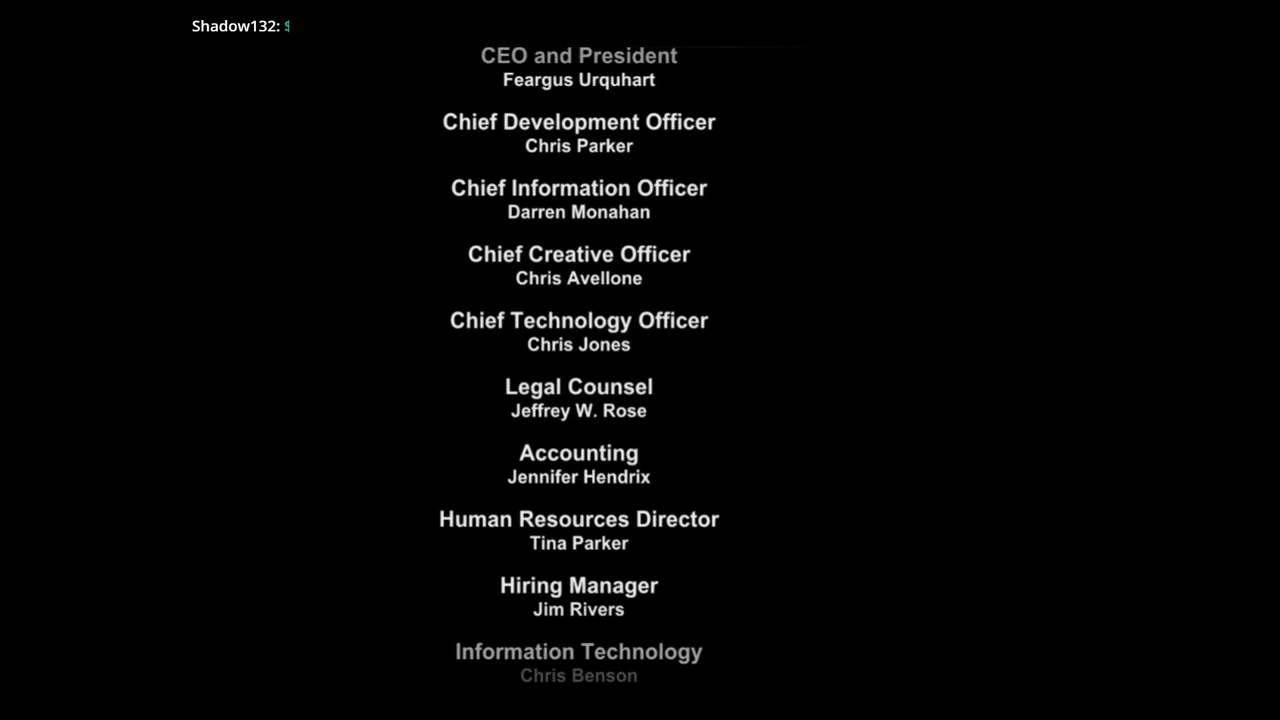 Shadow132: $
CEO and President
Feargus Urquhart
Chief Development Officer
Chris Parker
Chief Information Officer
Darren Monahan
Chief Creative Officer
Chris Avellone
Chief Technology Officer
Chris Jones
Legal Counsel
Jeffrey W. Rose
Accounting
Jennifer Hendrix
Human Resources Director
Tina Parker
Hiring Manager
Jim Rivers
Information Technology
Chris Benson